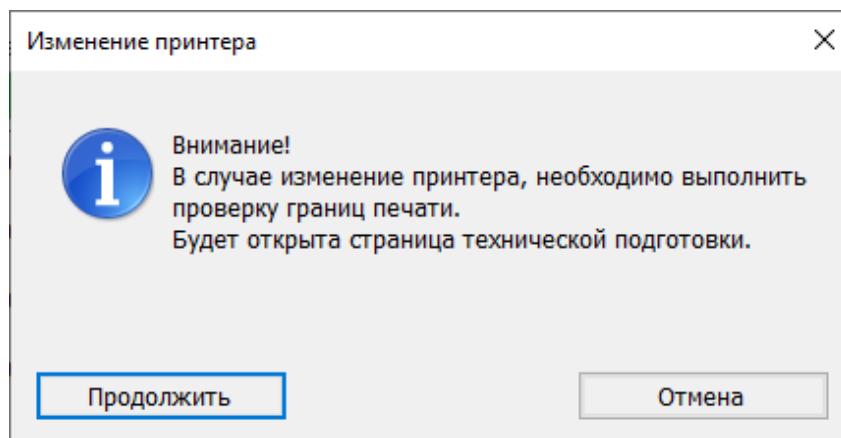 Изменение принтера
Внимание!
В случае изменение принтера, необходимо выполнить
проверку границ печати.
Будет открыта страница технической подготовки.
Продолжить
Отмена